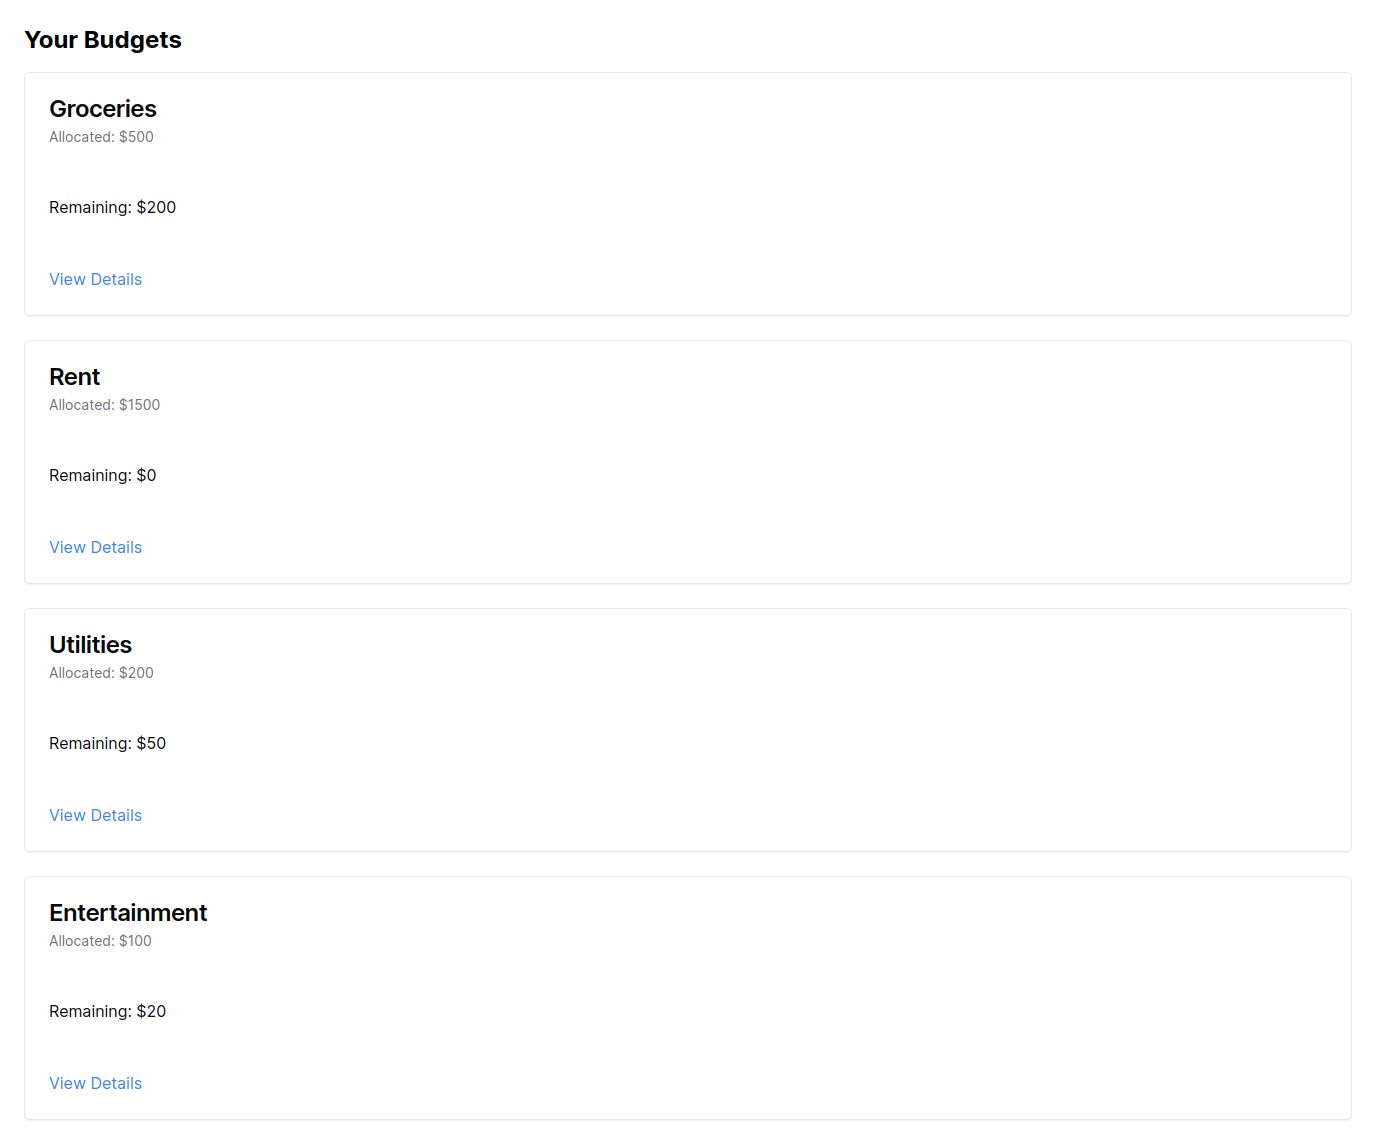 Your Budgets
Groceries
Allocated: $500
Remaining: $200
View Details
Rent
Allocated: $1500
Remaining: $0
View Details
Utilities
Allocated: $200
Remaining: $50
View Details
Entertainment
Allocated: $100
Remaining: $20
View Details